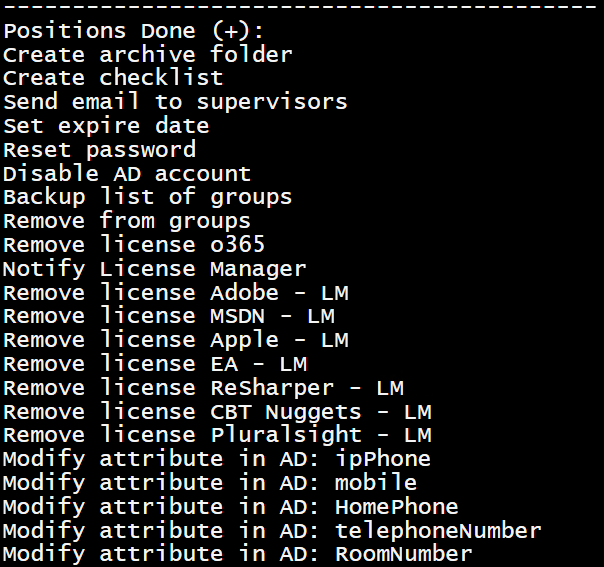 -------------------------------------------
Positions Done (+):
Create archive folder
Create checklist
Send email to supervisors
Set expire date
Reset password
Disable AD account
Backup list of groups
Remove from groups
Remove license o365
Notify License Manager
Remove license Adobe - LM
Remove license MSDN - LM
Remove license Apple - LM
Remove license EA - LM
Remove license ReSharper - LM
Remove license CBT Nuggets - LM
Remove license Pluralsight - LM
Modify attribute in AD: ipPhone
Modify attribute in AD: mobile
Modify attribute in AD: HomePhone
Modify attribute in AD: telephoneNumber
Modify attribute in AD: RoomNumber